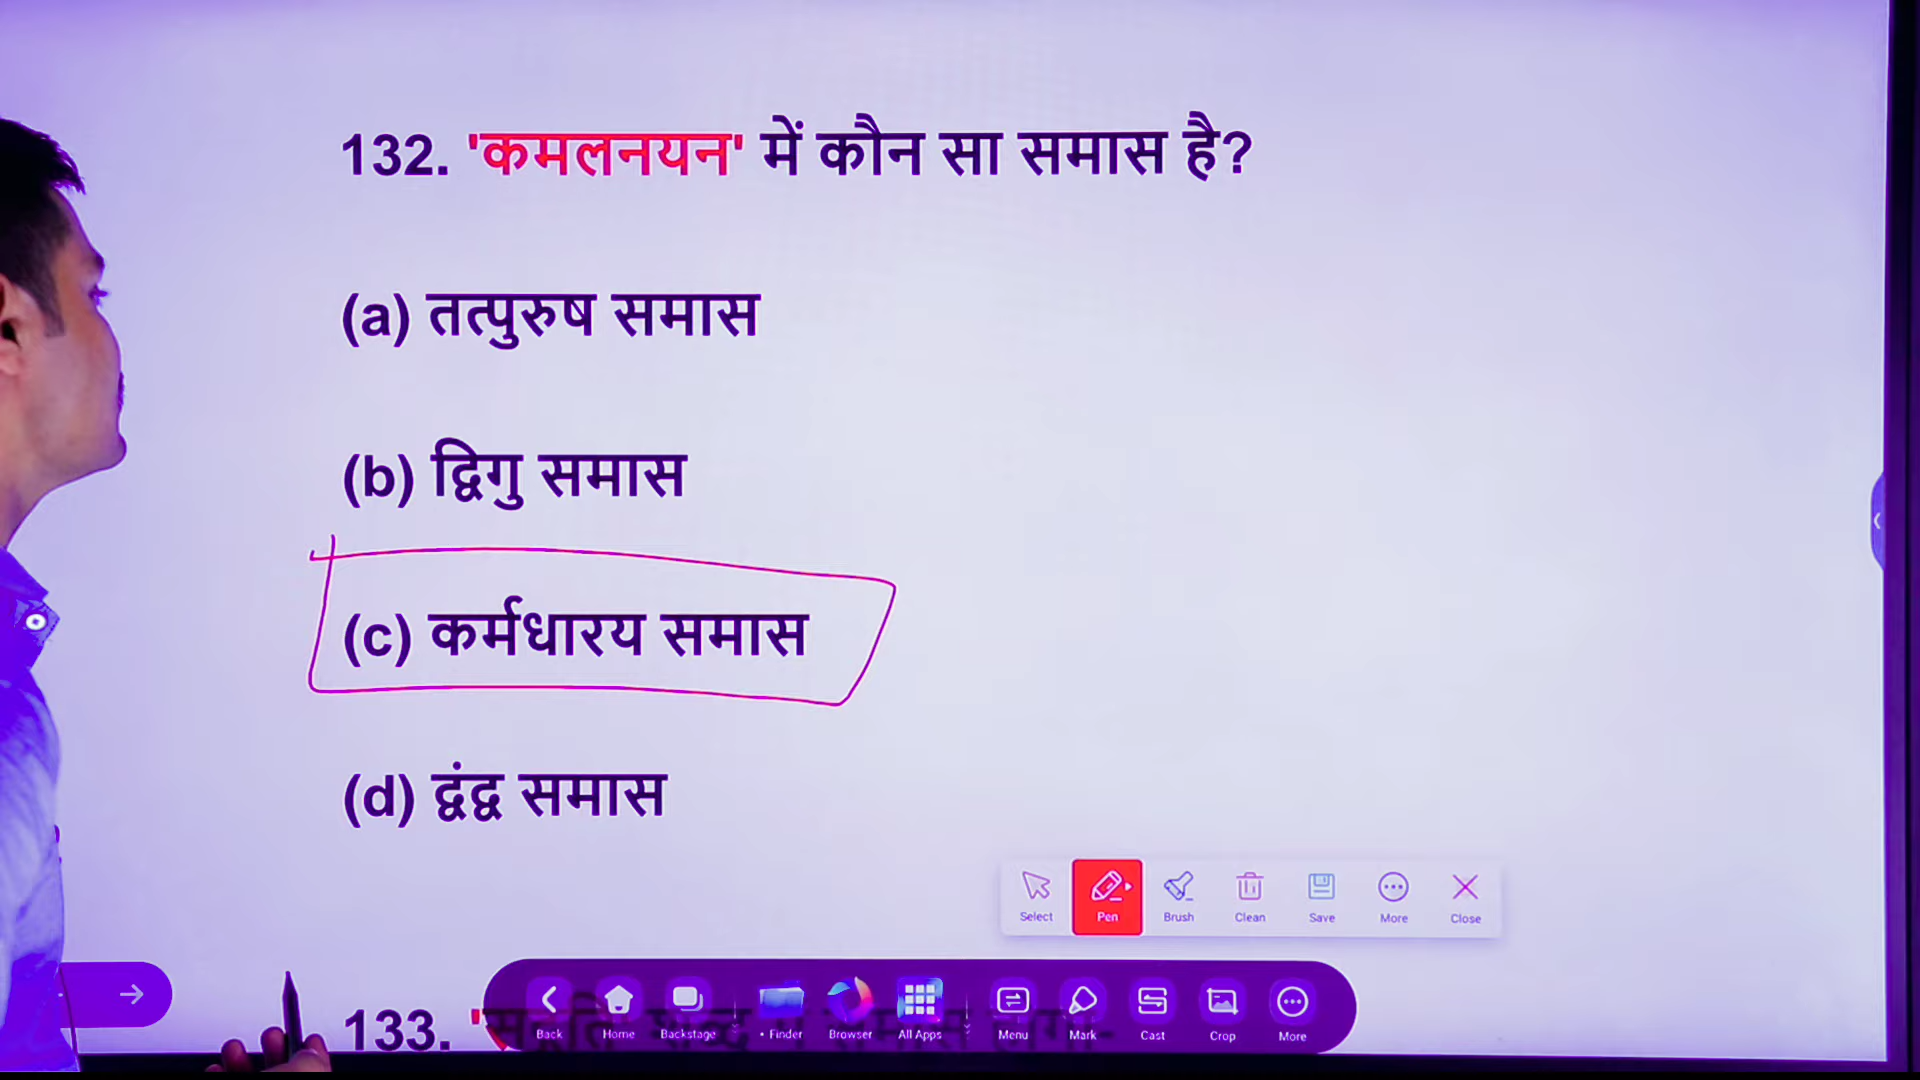 132. 'कमलनयन' में कौन सा समास है?
(a) तत्पुरुष समास
(b) द्विगु समास
(c) कर्मधारय समास
(d) द्वंद्व समास
Select Pen Brush Clean Save More Close
Back Home Backstage • Finder Browser All Apps Menu Mark Cast Crop More
133.